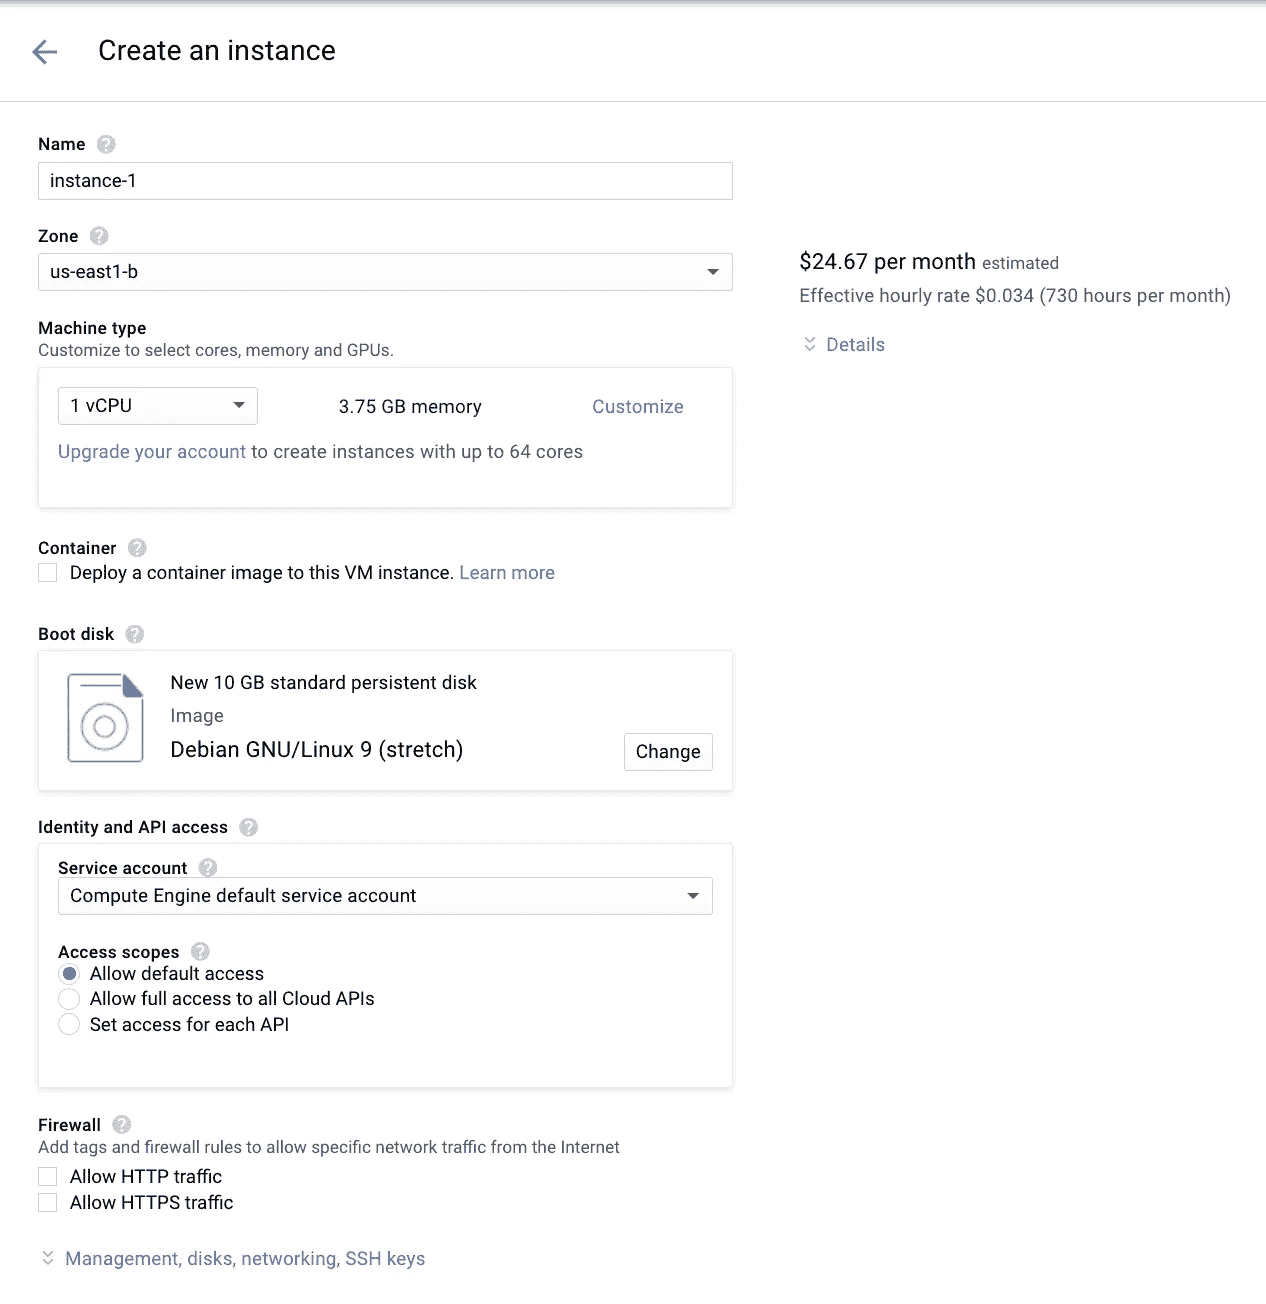 Create an instance
Name
instance-1
Zone
us-east1-b
$24.67 per month estimated
Effective hourly rate $0.034 (730 hours per month)
Details
Machine type
Customize to select cores, memory and GPUs.
1 vCPU
3.75 GB memory
Customize
Upgrade your account to create instances with up to 64 cores
Container
Deploy a container image to this VM instance. Learn more
Boot disk
New 10 GB standard persistent disk
Image
Debian GNU/Linux 9 (stretch)
Change
Identity and API access
Service account
Compute Engine default service account
Access scopes
Allow default access
Allow full access to all Cloud APIs
Set access for each API
Firewall
Add tags and firewall rules to allow specific network traffic from the Internet
Allow HTTP traffic
Allow HTTPS traffic
Management, disks, networking, SSH keys